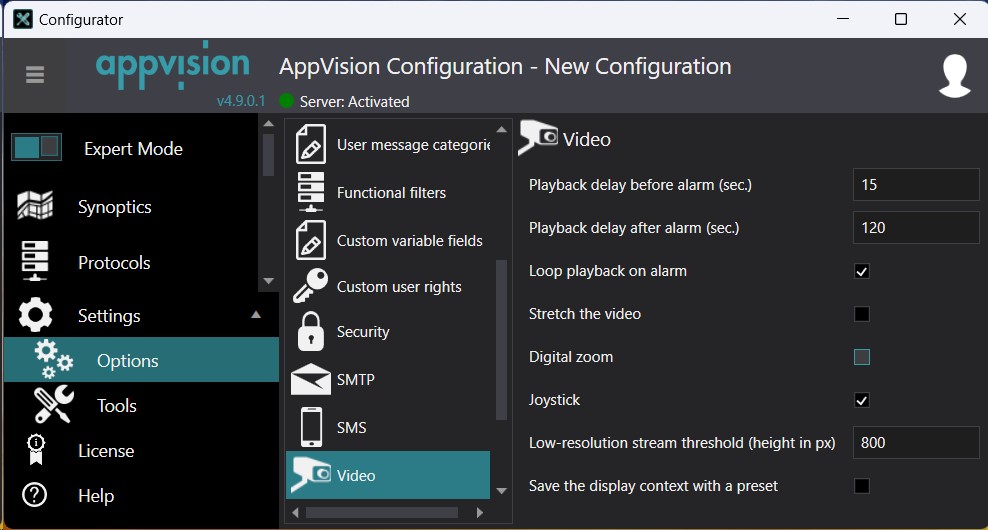 Configurator
appvision
v4.9.0.1
AppVision Configuration - New Configuration
Server: Activated
Expert Mode
Synoptics
Protocols
Settings
Options
Tools
License
Help
User message categorie
Functional filters
Custom variable fields
Custom user rights
Security
SMTP
SMS
Video
Video
Playback delay before alarm (sec.)
15
Playback delay after alarm (sec.)
120
Loop playback on alarm
Stretch the video
Digital zoom
Joystick
Low-resolution stream threshold (height in px)
800
Save the display context with a preset